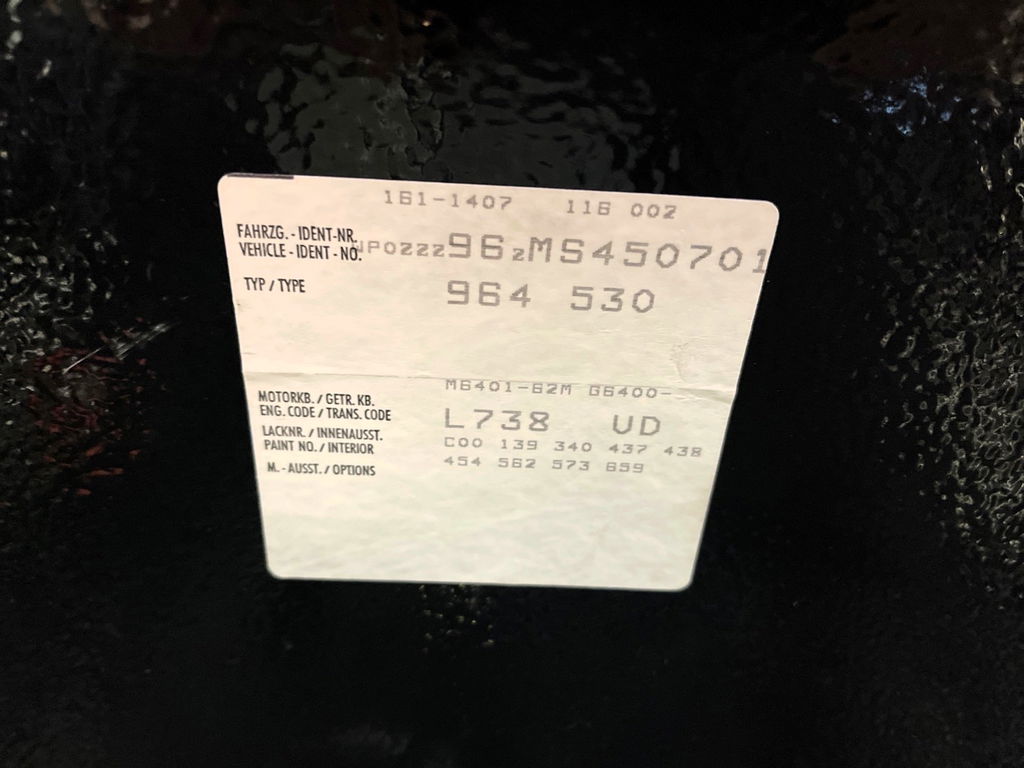 161-1407 116 002
FAHRZG. - IDENT-NR.
VEHICLE - IDENT - NO. WP0ZZZ96ZMS450701
TYP / TYPE 964 530
M6401-62M G6400-
MOTORKB. / GETR. KB.
ENG. CODE / TRANS. CODE L738 UD
LACKNR. / INNENAUSST. C00 139 340 437 438
PAINT NO. / INTERIOR
M. - AUSST. / OPTIONS 454 562 573 659